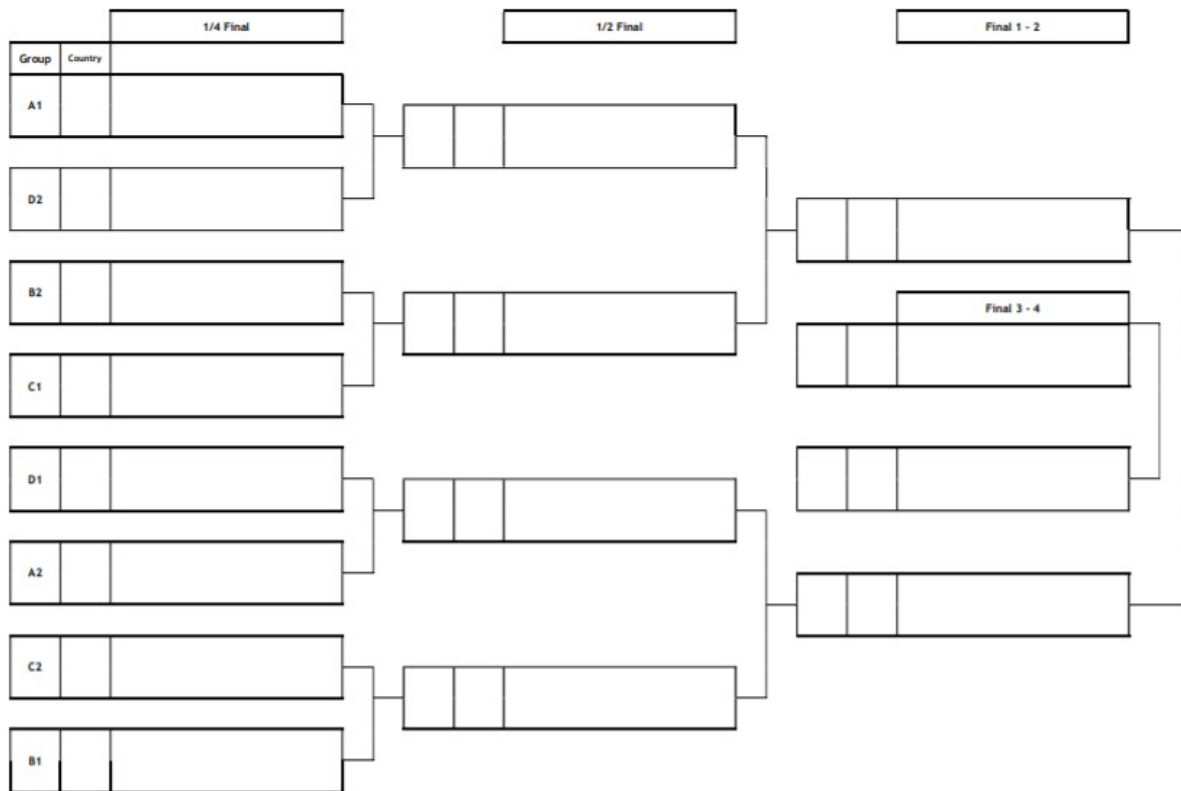 1/4 Final
1/2 Final
Final 1 - 2
Group Country
A1
D2
B2
Final 3 - 4
C1
D1
A2
C2
B1